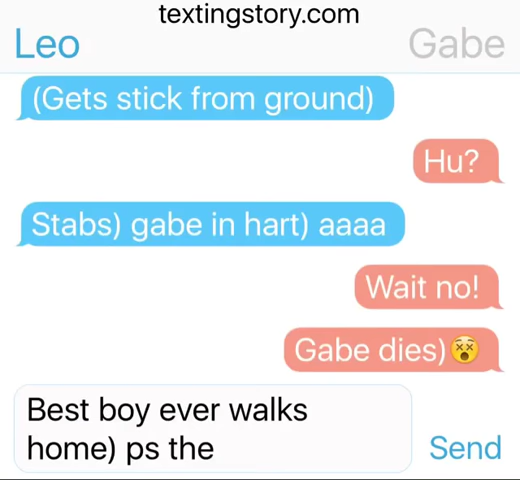 textingstory.com
Leo
Gabe
(Gets stick from ground)
Hu?
Stabs) gabe in hart) aaaa
Wait no!
Gabe dies)😵
Best boy ever walks
home) ps the
Send